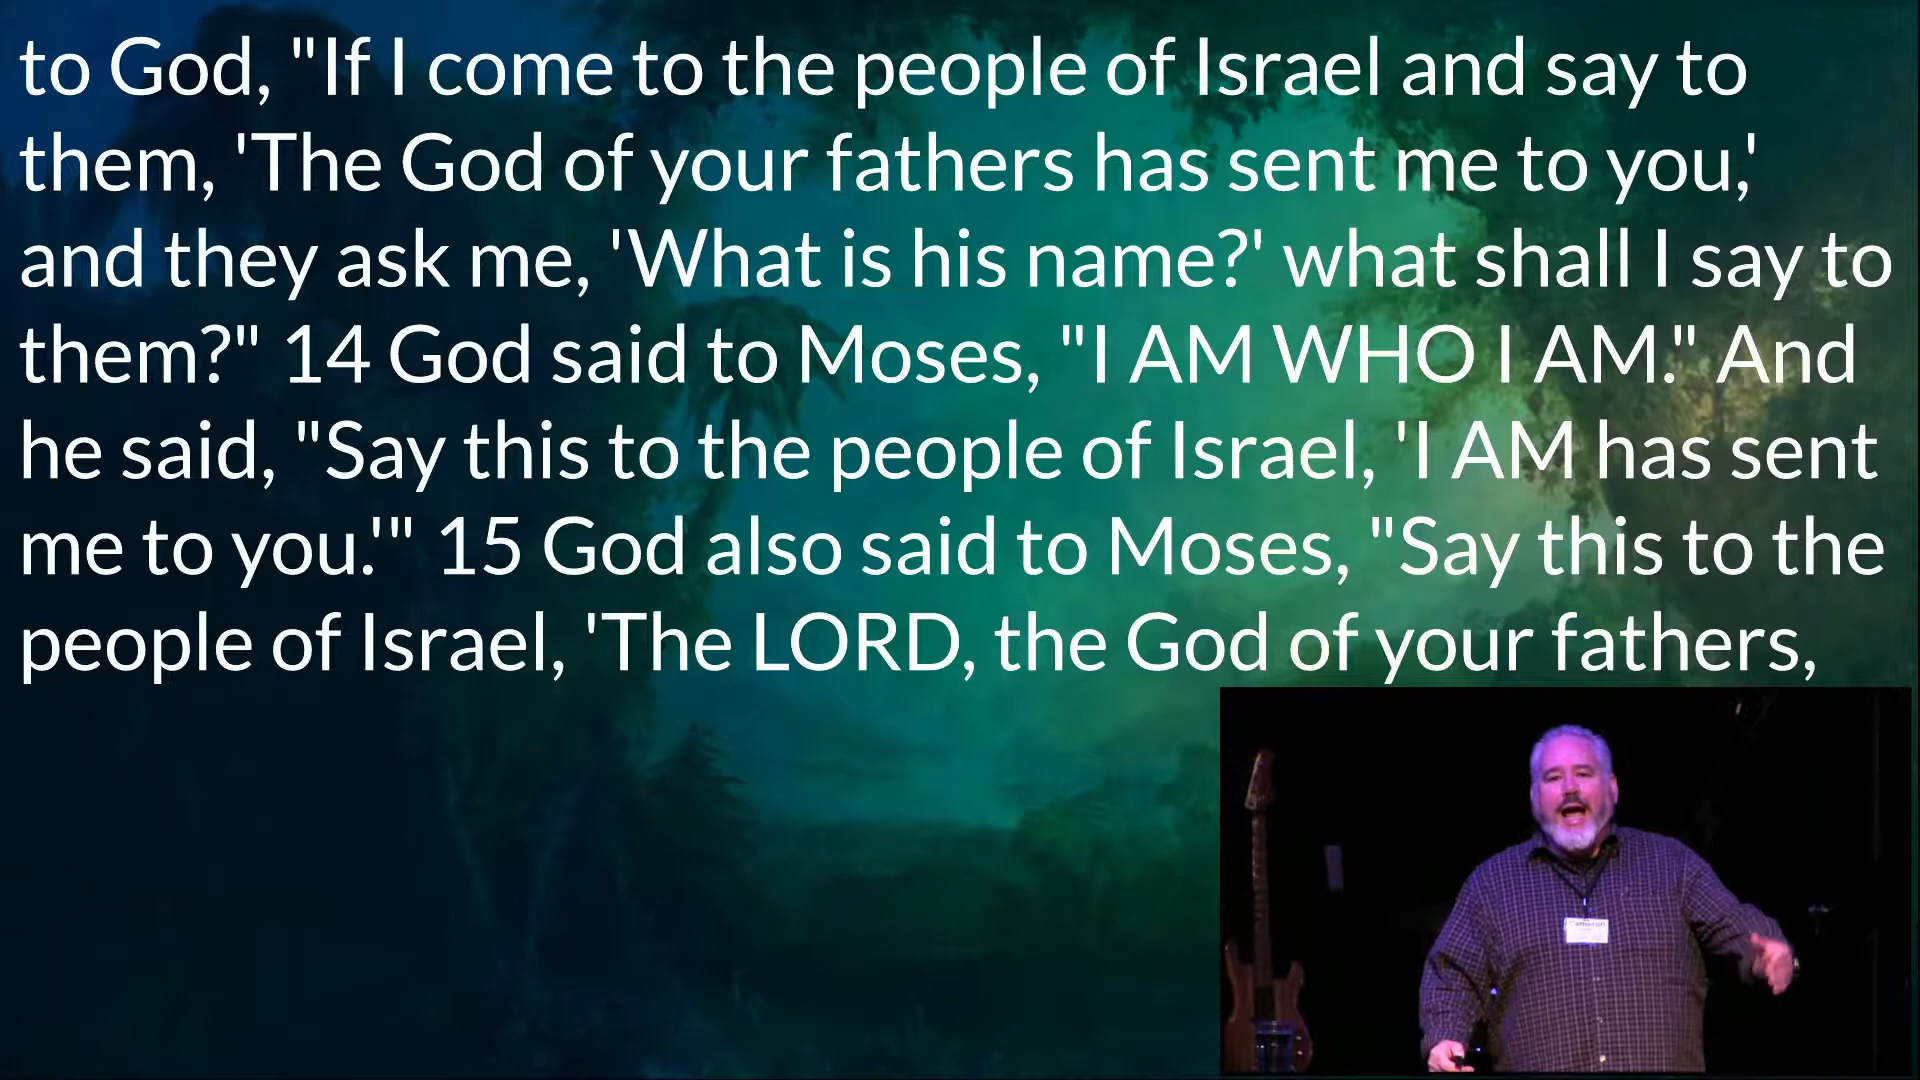 to God, "If I come to the people of Israel and say to
them, 'The God of your fathers has sent me to you,'
and they ask me, 'What is his name?' what shall I say to
them?" 14 God said to Moses, "I AM WHO I AM." And
he said, "Say this to the people of Israel, 'I AM has sent
me to you.'" 15 God also said to Moses, "Say this to the
people of Israel, 'The LORD, the God of your fathers,